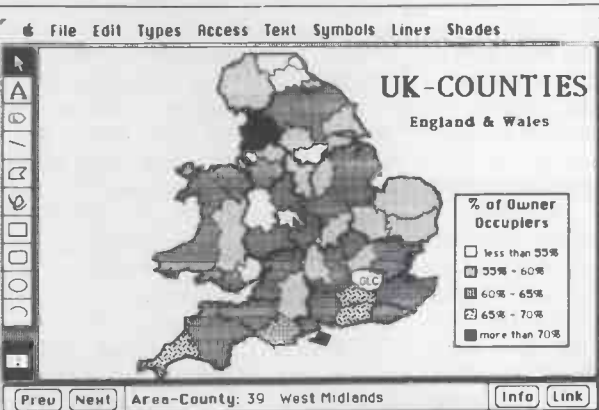 File Edit Types Access Text Symbols Lines Shades
A
UK-COUNTIES
England & Wales
% of Owner
Occupiers
less than 55%
55% - 60%
60% - 65%
65% - 70%
more than 70%
GLC
Prev Next Area-County: 39 West Midlands Info Link